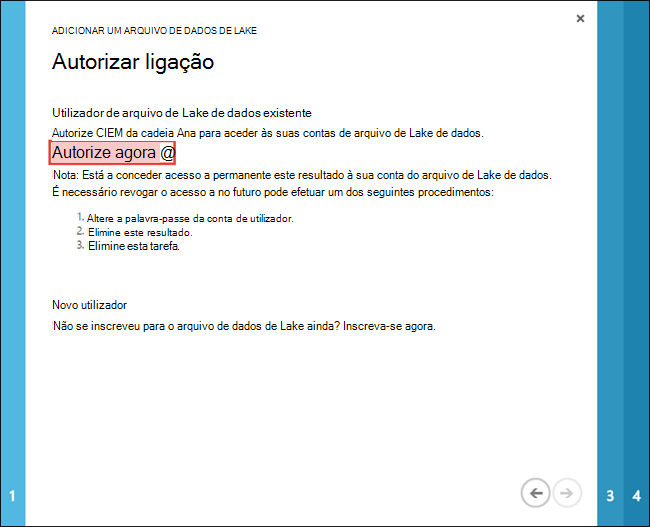 ×
ADICIONAR UM ARQUIVO DE DADOS DE LAKE
Autorizar ligação
Utilizador de arquivo de Lake de dados existente
Autorize CIEM da cadeia Ana para aceder às suas contas de arquivo de Lake de dados.
Autorize agora @
Nota: Está a conceder acesso a permanente este resultado à sua conta do arquivo de Lake de dados.
É necessário revogar o acesso a no futuro pode efetuar um dos seguintes procedimentos:
1. Altere a palavra-passe da conta de utilizador.
2. Elimine este resultado.
3. Elimine esta tarefa.
Novo utilizador
Não se inscreveu para o arquivo de dados de Lake ainda? Inscreva-se agora.
1
3
4